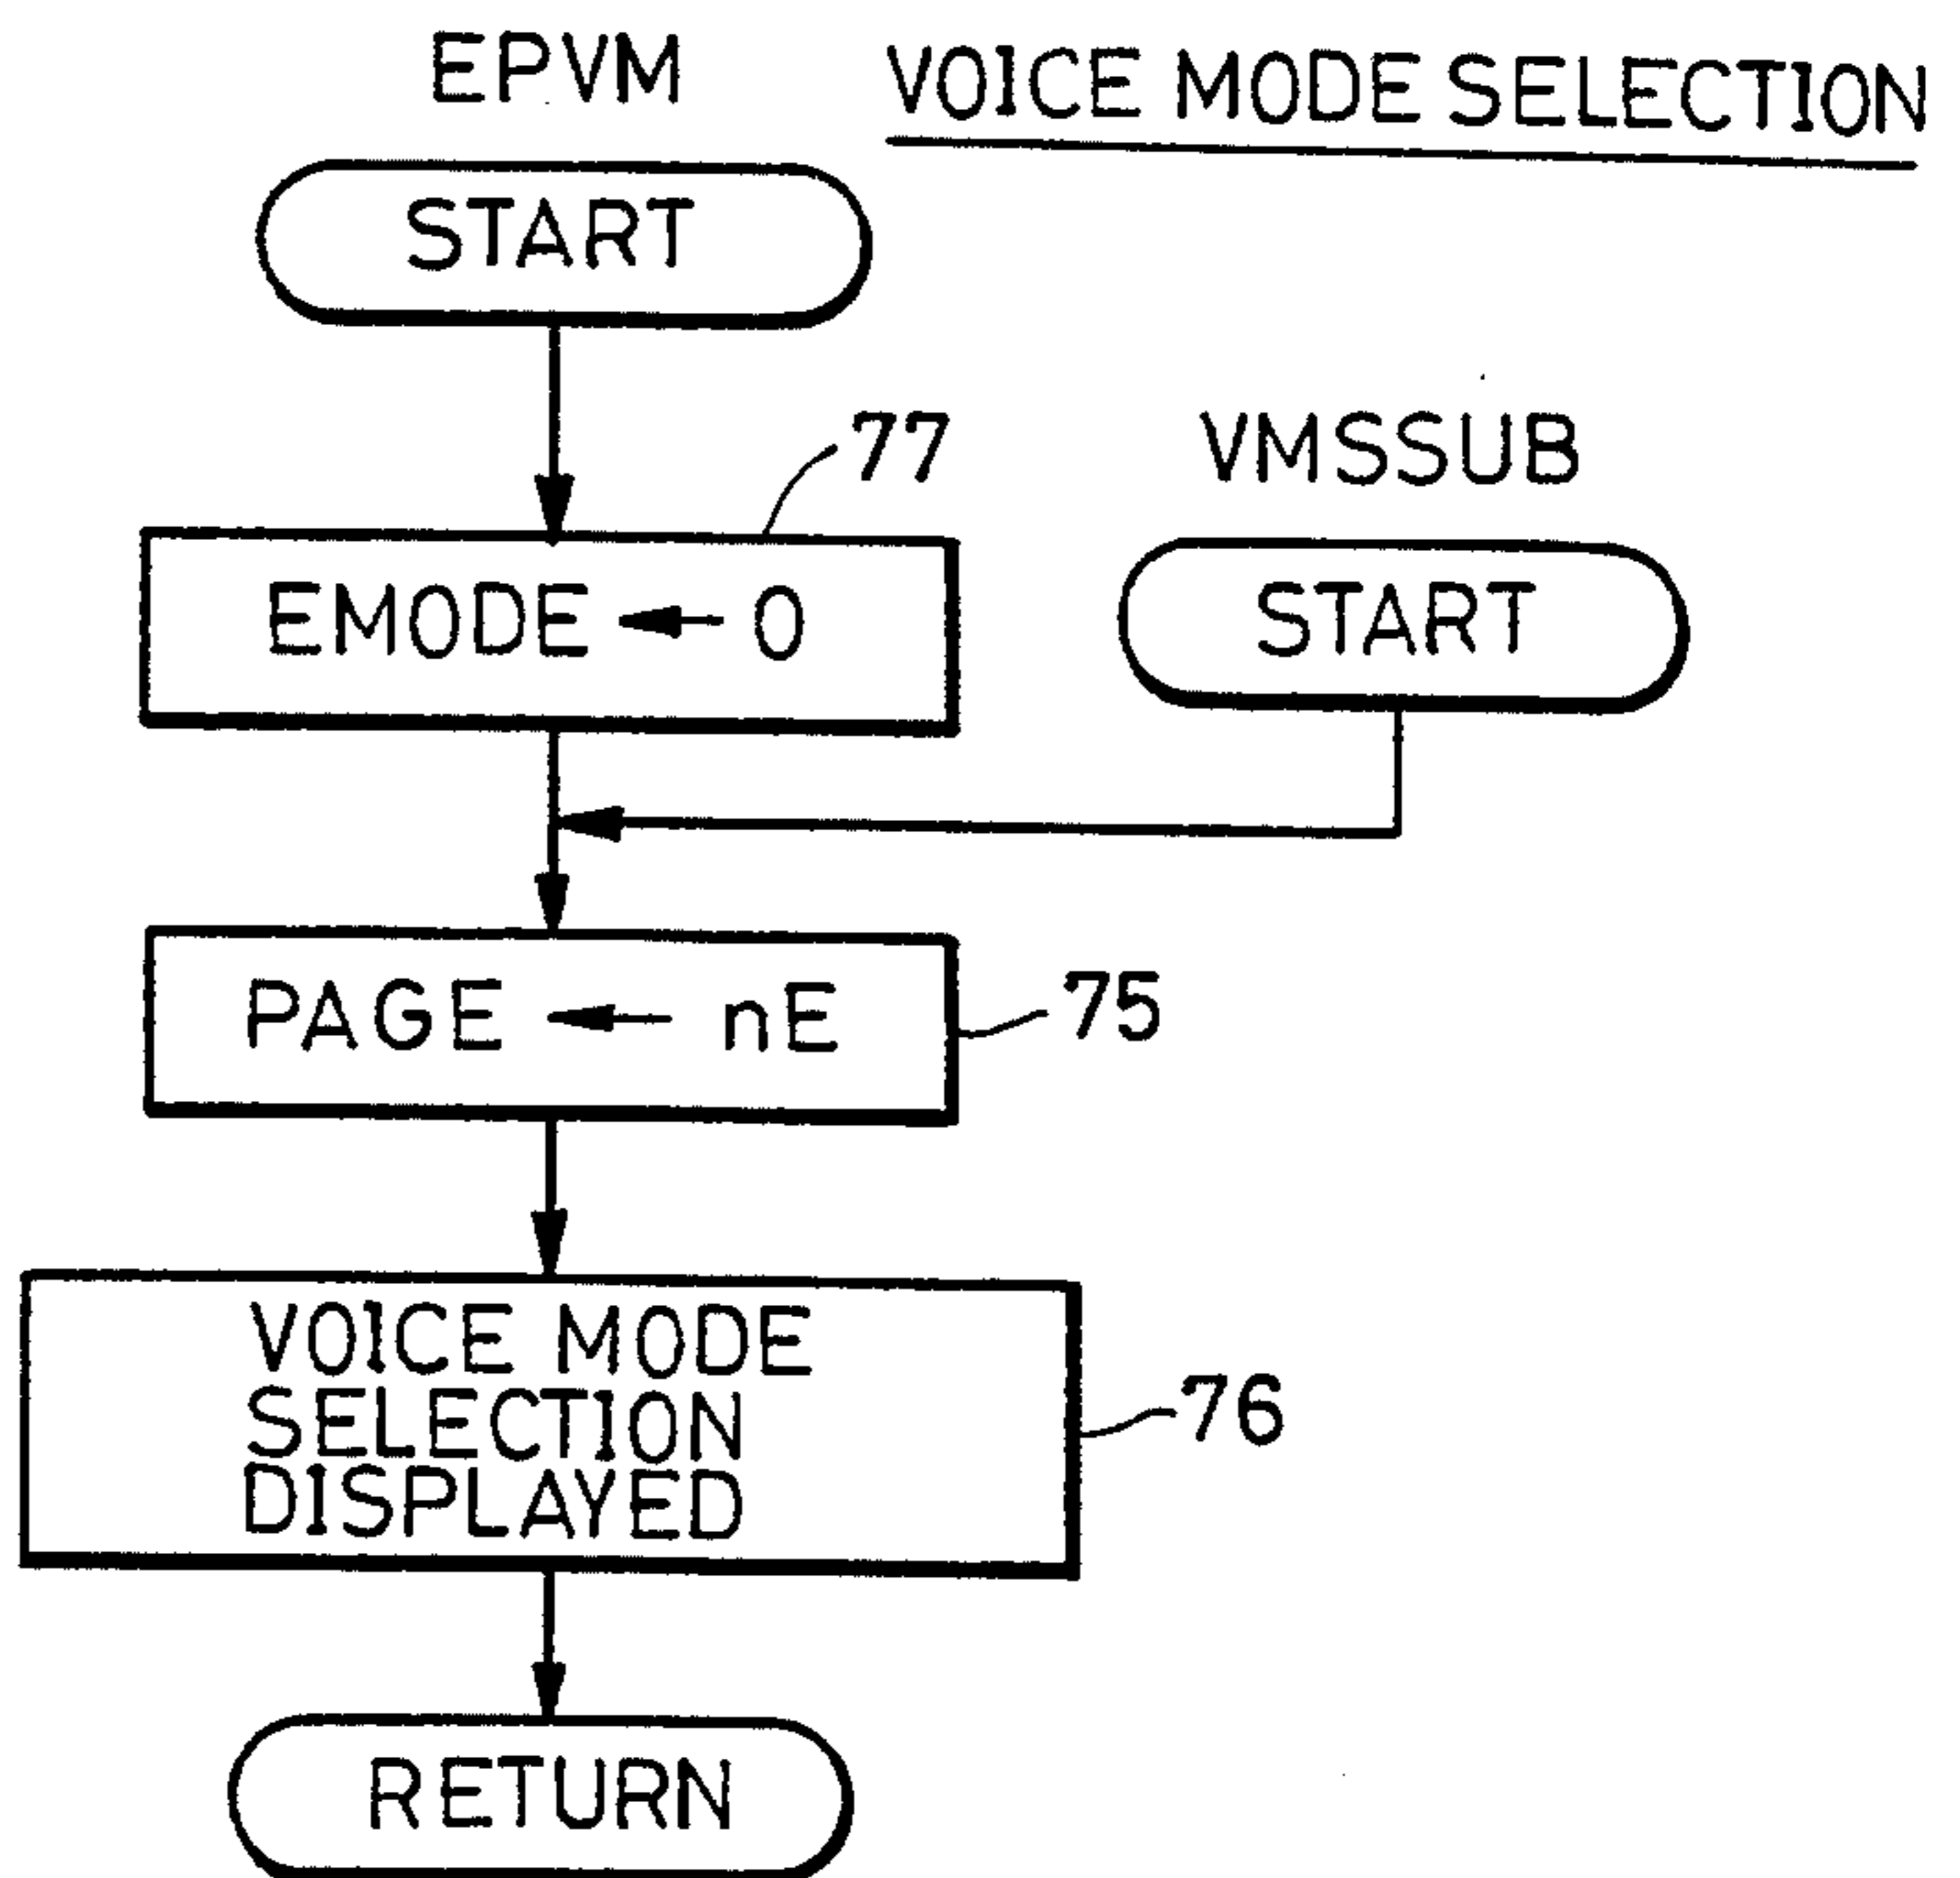 EPVM
VOICE MODE SELECTION
START
77
VMSSUB
EMODE ← 0
START
PAGE ← nE
75
VOICE MODE
SELECTION
DISPLAYED
76
RETURN